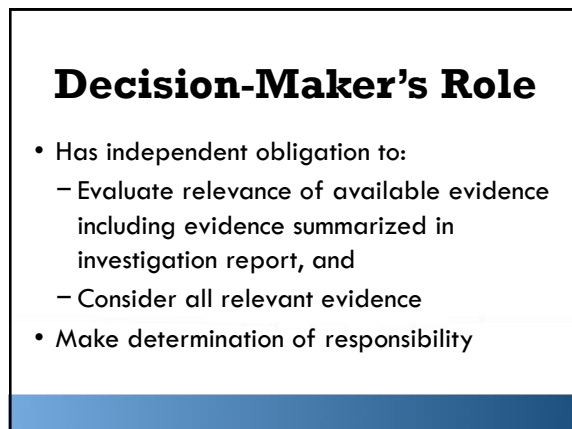 Decision-Maker's Role
• Has independent obligation to:
– Evaluate relevance of available evidence
including evidence summarized in
investigation report, and
– Consider all relevant evidence
• Make determination of responsibility